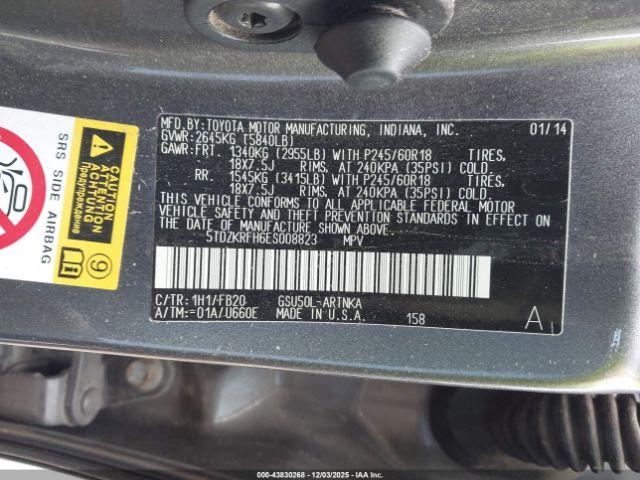 MFD.BY:TOYOTA MOTOR MANUFACTURING, INDIANA, INC. 01/14
GVWR:2645KG (5840LB)
GAWR:FRT. 1340KG (2955LB) WITH P245/60R18 TIRES,
18X7.5J RIMS, AT 240KPA (35PSI) COLD.
RR. 1545KG (3415LB) WITH P245/60R18 TIRES,
18X7.5J RIMS, AT 240KPA (35PSI) COLD.
THIS VEHICLE CONFORMS TO ALL APPLICABLE FEDERAL MOTOR
VEHICLE SAFETY AND THEFT PREVENTION STANDARDS IN EFFECT
ON THE DATE OF MANUFACTURE SHOWN ABOVE.
5TDZKRFH6ES008823 MPV
C/TR:1H1/FB20 GSU50L-ARTNKA
A/TM:-01A/U660E MADE IN U.S.A. 158 A
SRS SIDE AIRBAG
CAUTION
ATTENTION
ACHTUNG
9
000-43830268 - 12/03/2025 - IAAI.CA